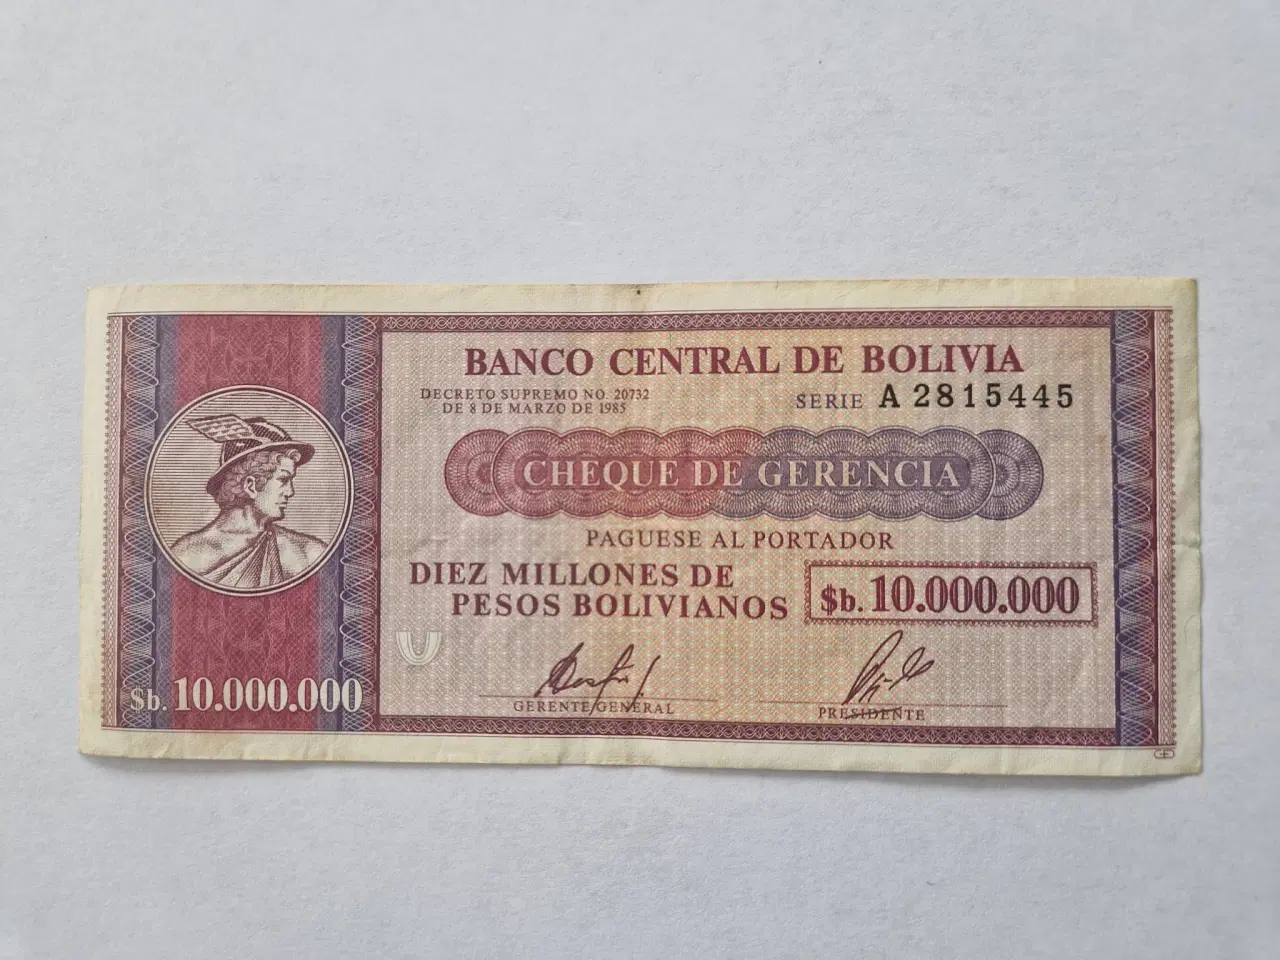 BANCO CENTRAL DE BOLIVIA
DECRETO SUPREMO NO. 20732
DE 8 DE MARZO DE 1985
SERIE A 2815445
CHEQUE DE GERENCIA
PAGUESE AL PORTADOR
DIEZ MILLONES DE
PESOS BOLIVIANOS
$b. 10.000.000
$b. 10.000.000
GERENTE GENERAL
PRESIDENTE